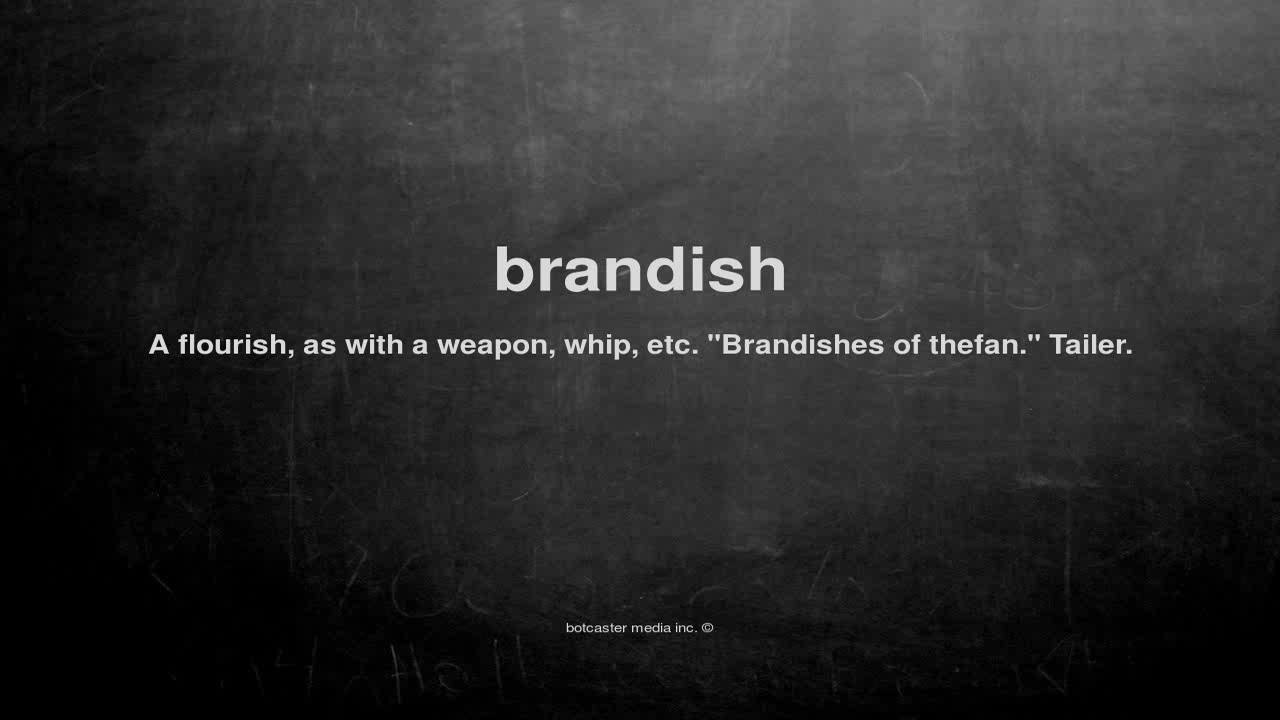 brandish
A flourish, as with a weapon, whip, etc. "Brandishes of thefan." Tailer.
botcaster media inc. ©